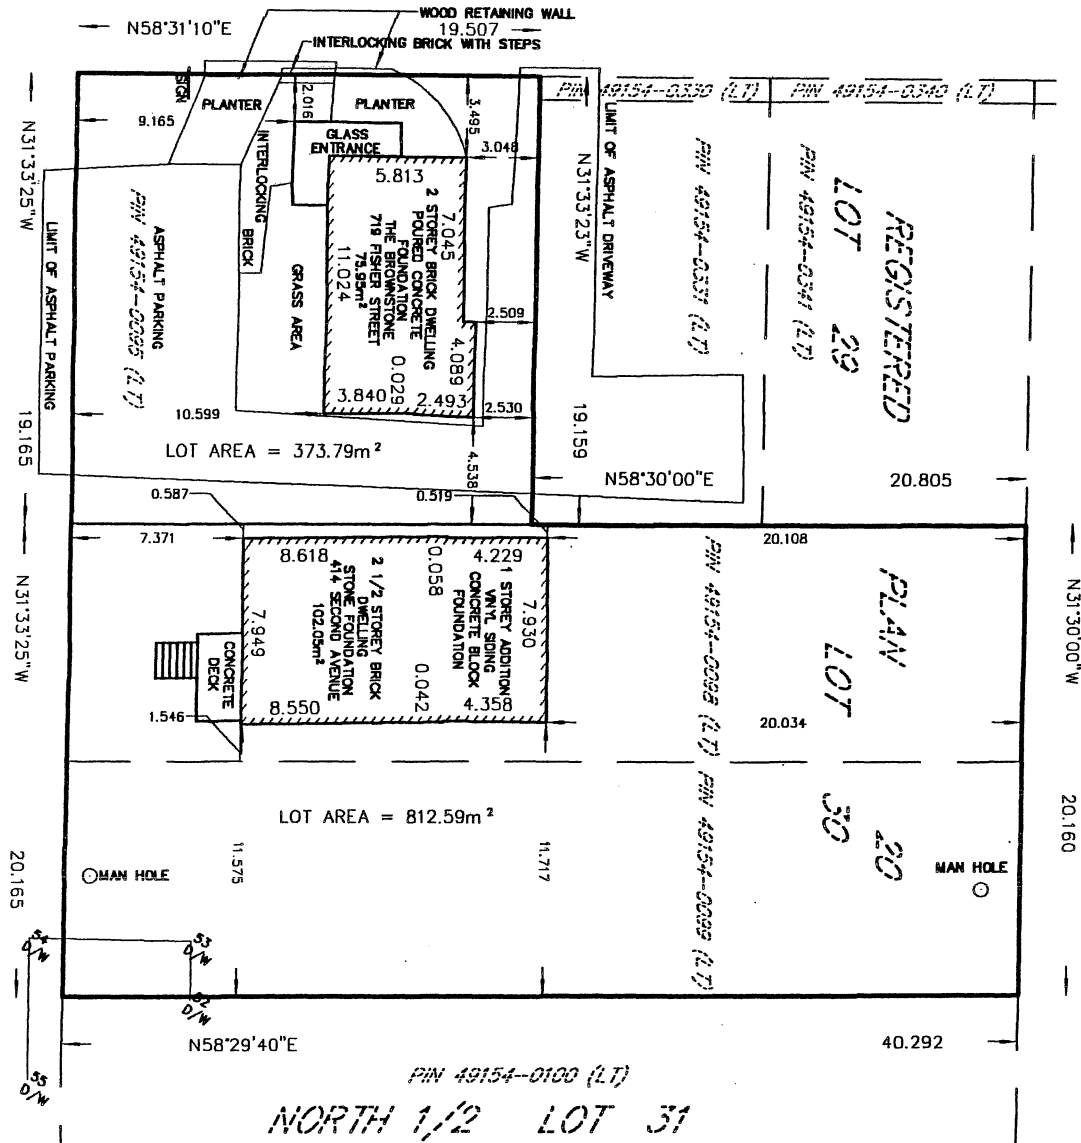 WOOD RETAINING WALL
N58°31'10"E
19.507
INTERLOCKING BRICK WITH STEPS
SIGN
PLANTER
PLANTER
2.016
3.495
9.165
GLASS
ENTRANCE
3.048
PIN 49154-0330 (LT)
PIN 49154-0340 (LT)
N31°33'25"W
LIMIT OF ASPHALT PARKING
PIN 49154-0095 (LT)
ASPHALT PARKING
INTERLOCKING
BRICK
GRASS AREA
5.813
7.045
2 STOREY BRICK DWELLING
POURED CONCRETE
FOUNDATION
THE BROWNSTONE
719 FISHER STREET
75.95m²
11.024
2.509
4.089
0.029
3.840
2.493
2.530
10.599
N31°33'23"W
LIMIT OF ASPHALT DRIVEWAY
PIN 49154-0331 (LT)
PIN 49154-0341 (LT)
LOT 29
REGISTERED
19.165
19.159
LOT AREA = 373.79m²
4.538
N58°30'00"E
20.805
0.587
0.519
7.371
20.108
8.618
0.058
4.229
7.949
2 1/2 STOREY BRICK
DWELLING
STONE FOUNDATION
414 SECOND AVENUE
102.05m²
1 STOREY ADDITION
VINYL SIDING
CONCRETE BLOCK
FOUNDATION
7.930
CONCRETE
DECK
8.550
0.042
4.358
1.546
20.034
N31°33'25"W
N31°30'00"W
PIN 49154-0098 (LT)
PIN 49154-0099 (LT)
PLAN 20
LOT 30
LOT AREA = 812.59m²
11.575
11.717
20.160
20.165
MAN HOLE
MAN HOLE
54
D/W
53
D/W
52
D/W
55
D/W
N58°29'40"E
40.292
PIN 49154-0100 (LT)
NORTH 1/2 LOT 31